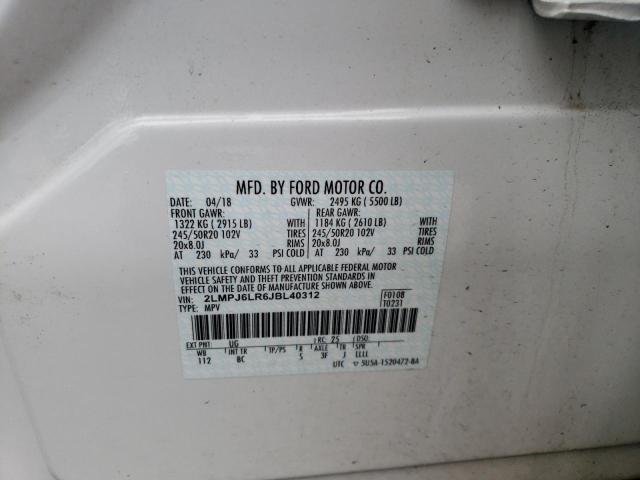 MFD. BY FORD MOTOR CO.
DATE: 04/18 GVWR: 2495 KG ( 5500 LB)
FRONT GAWR: REAR GAWR:
1322 KG ( 2915 LB) WITH 1184 KG ( 2610 LB) WITH
245/50R20 102V TIRES 245/50R20 102V TIRES
20x8.0J RIMS 20x8.0J RIMS
AT 230 kPa/ 33 PSI COLD AT 230 kPa/ 33 PSI COLD
THIS VEHICLE CONFORMS TO ALL APPLICABLE FEDERAL MOTOR
VEHICLE SAFETY AND THEFT PREVENTION STANDARDS IN
EFFECT ON THE DATE OF MANUFACTURE SHOWN ABOVE.
VIN: 2LMPJ6LR6JBL40312 F0108
TYPE: MPV T0231
EXT PNT: UG RC: 25 DSO:
WB INT TR TP/PS R AXLE TR SPR
112 BC S 3F J LLLL
UTC ▽ 5U5A-1520472-BA